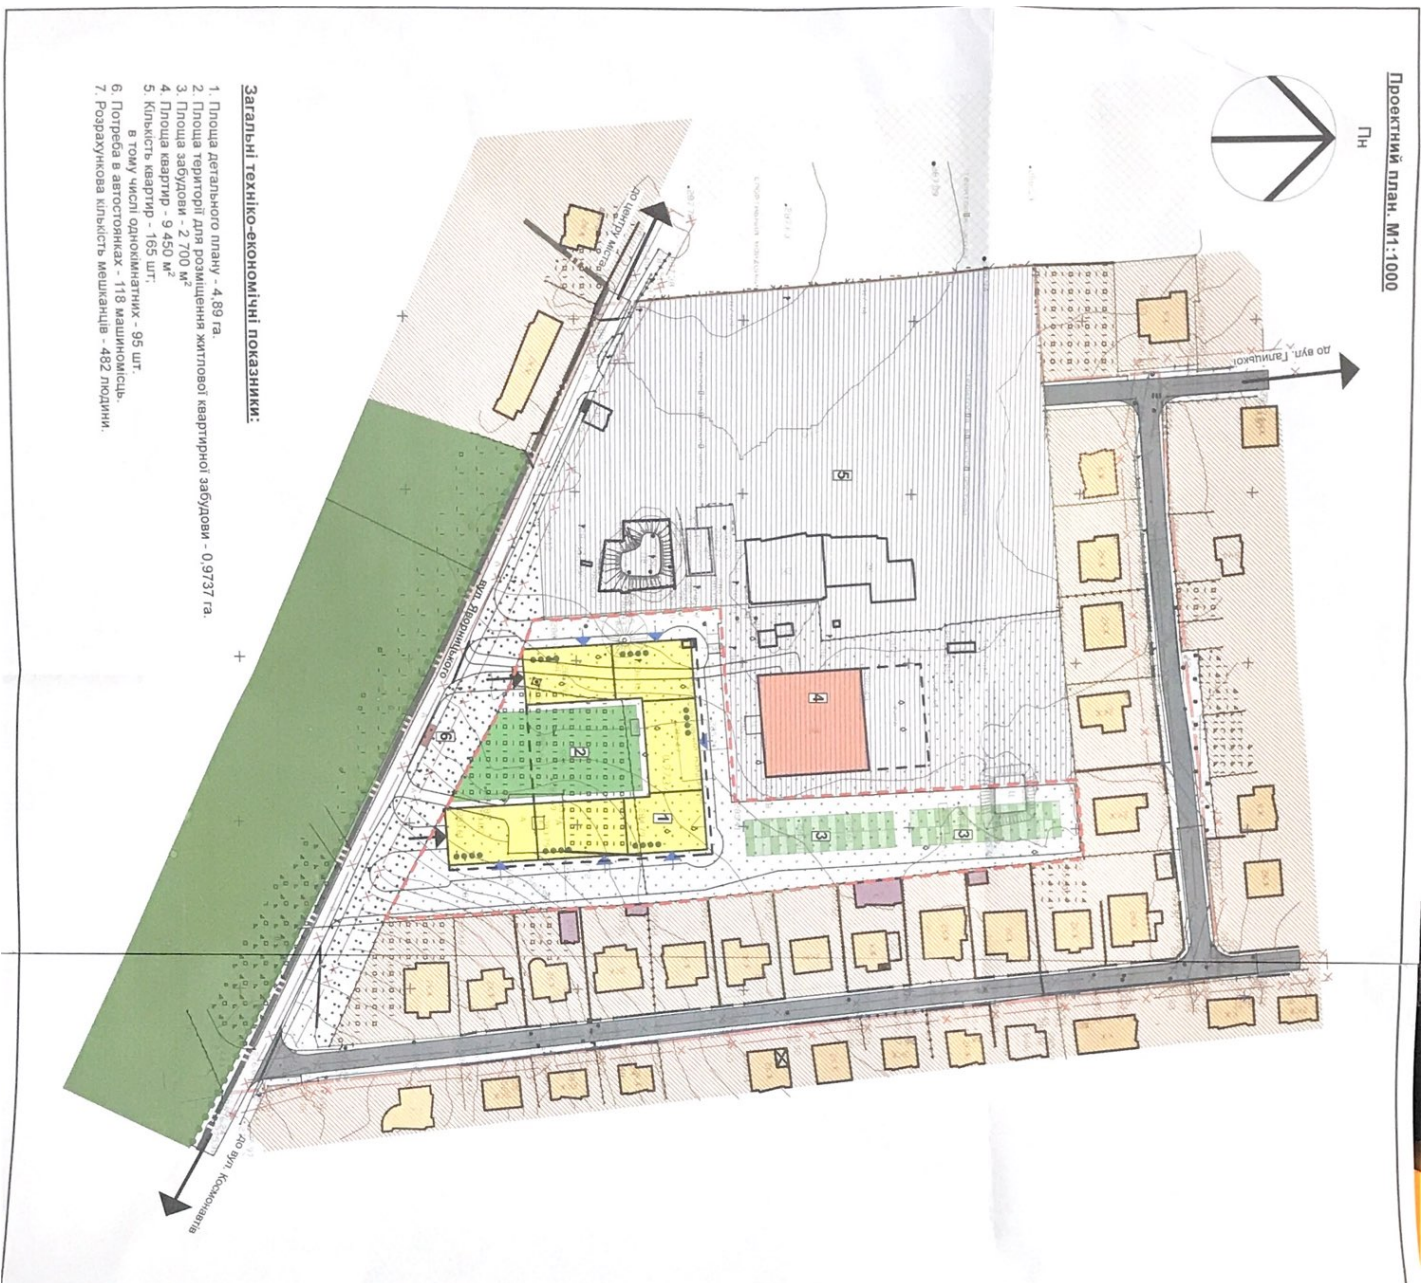 Проектний план. М1:1000
Пн
до вул. Галицької
до центру міста
5
4
вул. Яворницького
6
2
1
3
3
до вул. Космонавтів
Загальні техніко-економічні показники:
1. Площа детального плану - 4,89 га.
2. Площа території для розміщення житлової квартирної забудови - 0,9737 га.
3. Площа забудови - 2 700 м²
4. Площа квартир - 9 450 м²
5. Кількість квартир - 165 шт.
в тому числі однокімнатних - 95 шт.
6. Потреба в автостоянках - 118 машиномісць.
7. Розрахункова кількість мешканців - 482 людини.